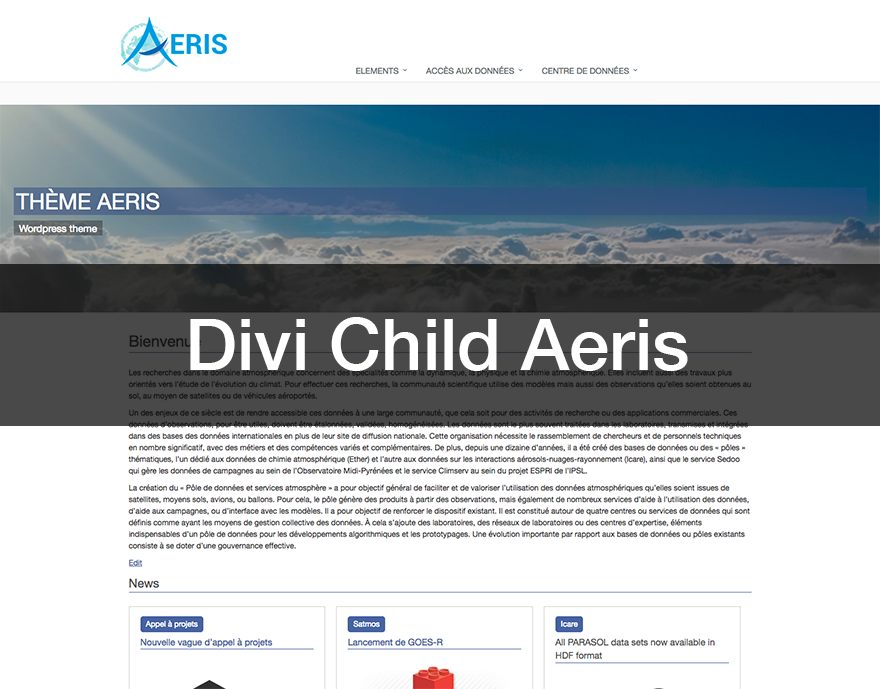 AERIS
ELEMENTS
ACCÈS AUX DONNÉES
CENTRE DE DONNÉES
THÈME AERIS
Wordpress theme
Divi Child Aeris
Bienvenue
Les recherches dans le domaine atmosphérique concernent des spécialités comme la dynamique, la physique et la chimie atmosphérique. Elles incluent aussi des travaux plus
orientés vers l'étude de l'évolution du climat. Pour effectuer ces recherches, la communauté scientifique utilise des modèles mais aussi des observations qu'elles soient obtenues au
sol, au moyen de satellites ou de véhicules aéroportés.
Un des enjeux de ce siècle est de rendre accessible ces données à une large communauté, que cela soit pour des activités de recherche ou des applications commerciales. Ces
données d'observations, pour être utiles, doivent être étalonnées, validées, homogénéisées. Les données sont le plus souvent traitées dans les laboratoires, transmises et intégrées
dans des bases des données internationales en plus de leur site de diffusion nationale. Cette organisation nécessite le rassemblement de chercheurs et de personnels techniques
en nombre significatif, avec des métiers et des compétences variés et complémentaires. De plus, depuis une dizaine d'années, il a été créé des bases de données ou des « pôles »
thématiques, l'un dédié aux données de chimie atmosphérique (Ether) et l'autre aux données sur les interactions aérosols-nuages-rayonnement (Icare), ainsi que le service Sedoo
qui gère les données de campagnes au sein de l'Observatoire Midi-Pyrénées et le service Climserv au sein du projet ESPRI de l'IPSL.
La création du « Pôle de données et services atmosphère » a pour objectif général de faciliter et de valoriser l'utilisation des données atmosphériques qu'elles soient issues de
satellites, moyens sols, avions, ou ballons. Pour cela, le pôle génère des produits à partir des observations, mais également de nombreux services d'aide à l'utilisation des données,
d'aide aux campagnes, ou d'interface avec les modèles. Il a pour objectif de renforcer le dispositif existant. Il est constitué autour de quatre centres ou services de données qui sont
définis comme ayant les moyens de gestion collective des données. À cela s'ajoute des laboratoires, des réseaux de laboratoires ou des centres d'expertise, éléments
indispensables d'un pôle de données pour les développements algorithmiques et les prototypages. Une évolution importante par rapport aux bases de données ou pôles existants
consiste à se doter d'une gouvernance effective.
Edit
News
Appel à projets
Nouvelle vague d'appel à projets
Satmos
Lancement de GOES-R
Icare
All PARASOL data sets now available in
HDF format